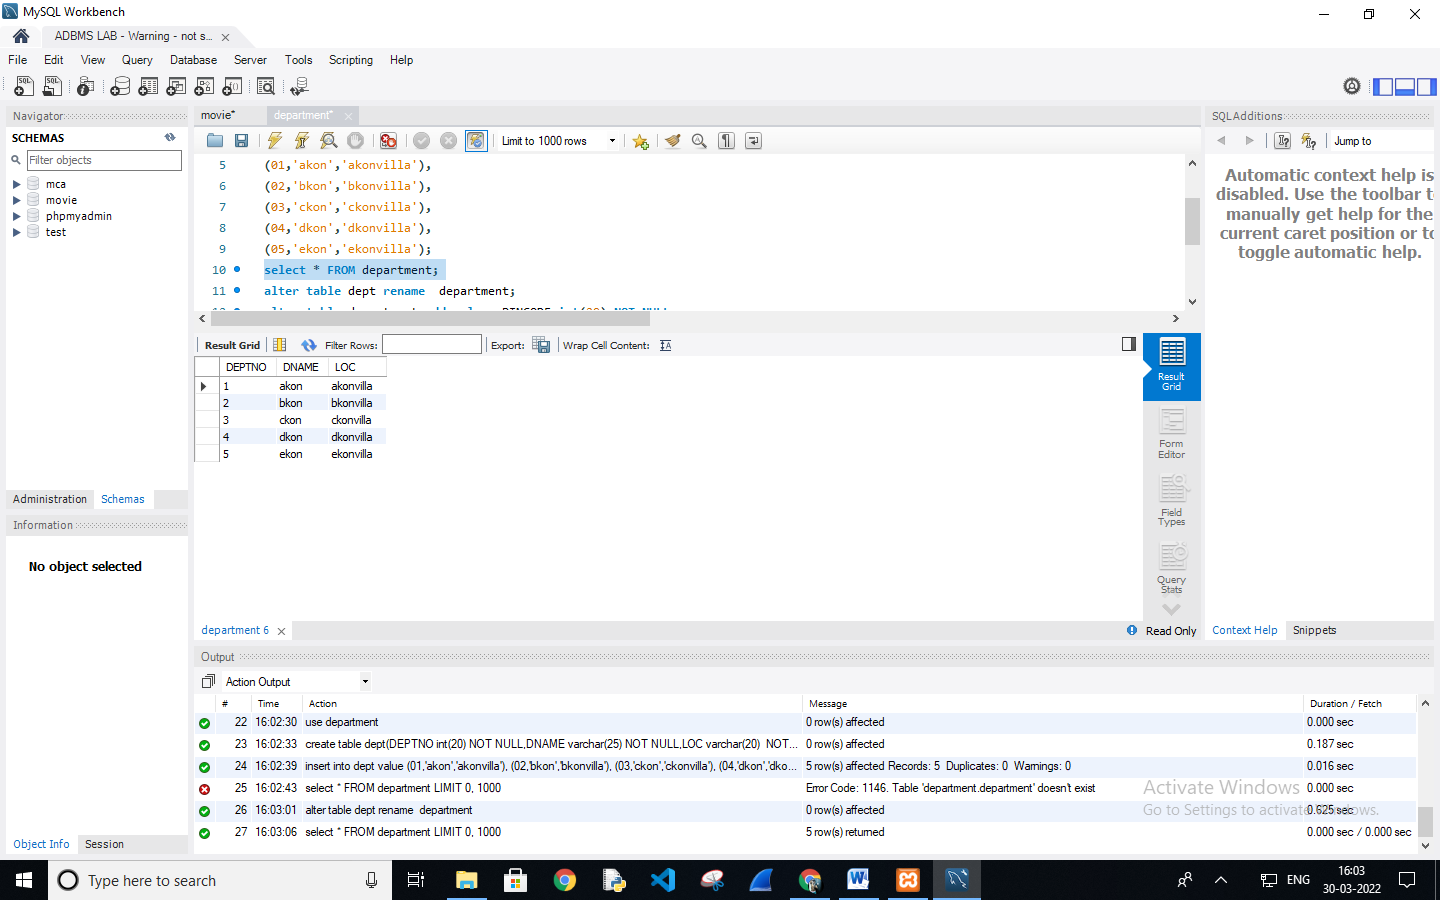 MySQL Workbench
ADBMS LAB - Warning - not s...
File Edit View Query Database Server Tools Scripting Help
Navigator
SCHEMAS
Filter objects
mca
movie
phpmyadmin
test
Administration Schemas
Information
No object selected
Object Info Session
movie* department*
Limit to 1000 rows
5 (01,'akon','akonvilla'),
6 (02,'bkon','bkonvilla'),
7 (03,'ckon','ckonvilla'),
8 (04,'dkon','dkonvilla'),
9 (05,'ekon','ekonvilla');
10 select * FROM department;
11 alter table dept rename  department;
Result Grid Filter Rows: Export: Wrap Cell Content:
DEPTNO DNAME LOC
1 akon akonvilla
2 bkon bkonvilla
3 ckon ckonvilla
4 dkon dkonvilla
5 ekon ekonvilla
Result
Grid
Form
Editor
Field
Types
Query
Stats
department 6
Read Only
SQLAdditions
Jump to
Automatic context help is
disabled. Use the toolbar t
manually get help for the
current caret position or to
toggle automatic help.
Context Help Snippets
Output
Action Output
# Time Action Message Duration / Fetch
22 16:02:30 use department 0 row(s) affected 0.000 sec
23 16:02:33 create table dept(DEPTNO int(20) NOT NULL,DNAME varchar(25) NOT NULL,LOC varchar(20)  NOT... 0 row(s) affected 0.187 sec
24 16:02:39 insert into dept value (01,'akon','akonvilla'), (02,'bkon','bkonvilla'), (03,'ckon','ckonvilla'), (04,'dkon','dko... 5 row(s) affected Records: 5  Duplicates: 0  Warnings: 0 0.016 sec
25 16:02:43 select * FROM department LIMIT 0, 1000 Error Code: 1146. Table 'department.department' doesn't exist 0.000 sec
26 16:03:01 alter table dept rename  department 0 row(s) affected 0.625 sec
27 16:03:06 select * FROM department LIMIT 0, 1000 5 row(s) returned 0.000 sec / 0.000 sec
Activate Windows
Go to Settings to activate Windows.
Type here to search
ENG
16:03
30-03-2022